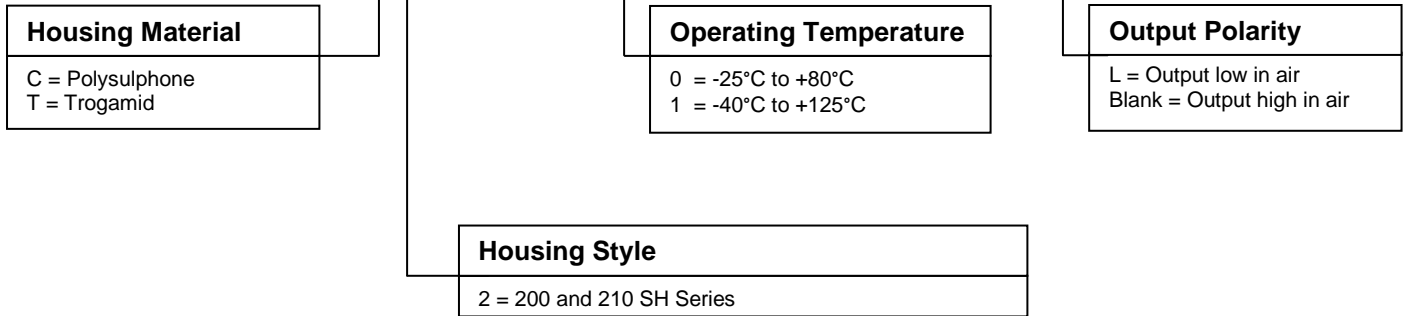 Housing Material
C = Polysulphone
T = Trogamid
Operating Temperature
0 = -25°C to +80°C
1 = -40°C to +125°C
Output Polarity
L = Output low in air
Blank = Output high in air
Housing Style
2 = 200 and 210 SH Series